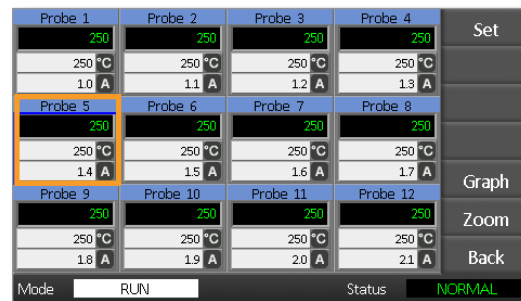 Probe 1 Probe 2 Probe 3 Probe 4 Set
250 250 250 250
250 °C 250 °C 250 °C 250 °C
1.0 A 1.1 A 1.2 A 1.3 A
Probe 5 Probe 6 Probe 7 Probe 8
250 250 250 250
250 °C 250 °C 250 °C 250 °C
1.4 A 1.5 A 1.6 A 1.7 A Graph
Probe 9 Probe 10 Probe 11 Probe 12
250 250 250 250 Zoom
250 °C 250 °C 250 °C 250 °C
1.8 A 1.9 A 2.0 A 2.1 A Back
Mode RUN Status NORMAL